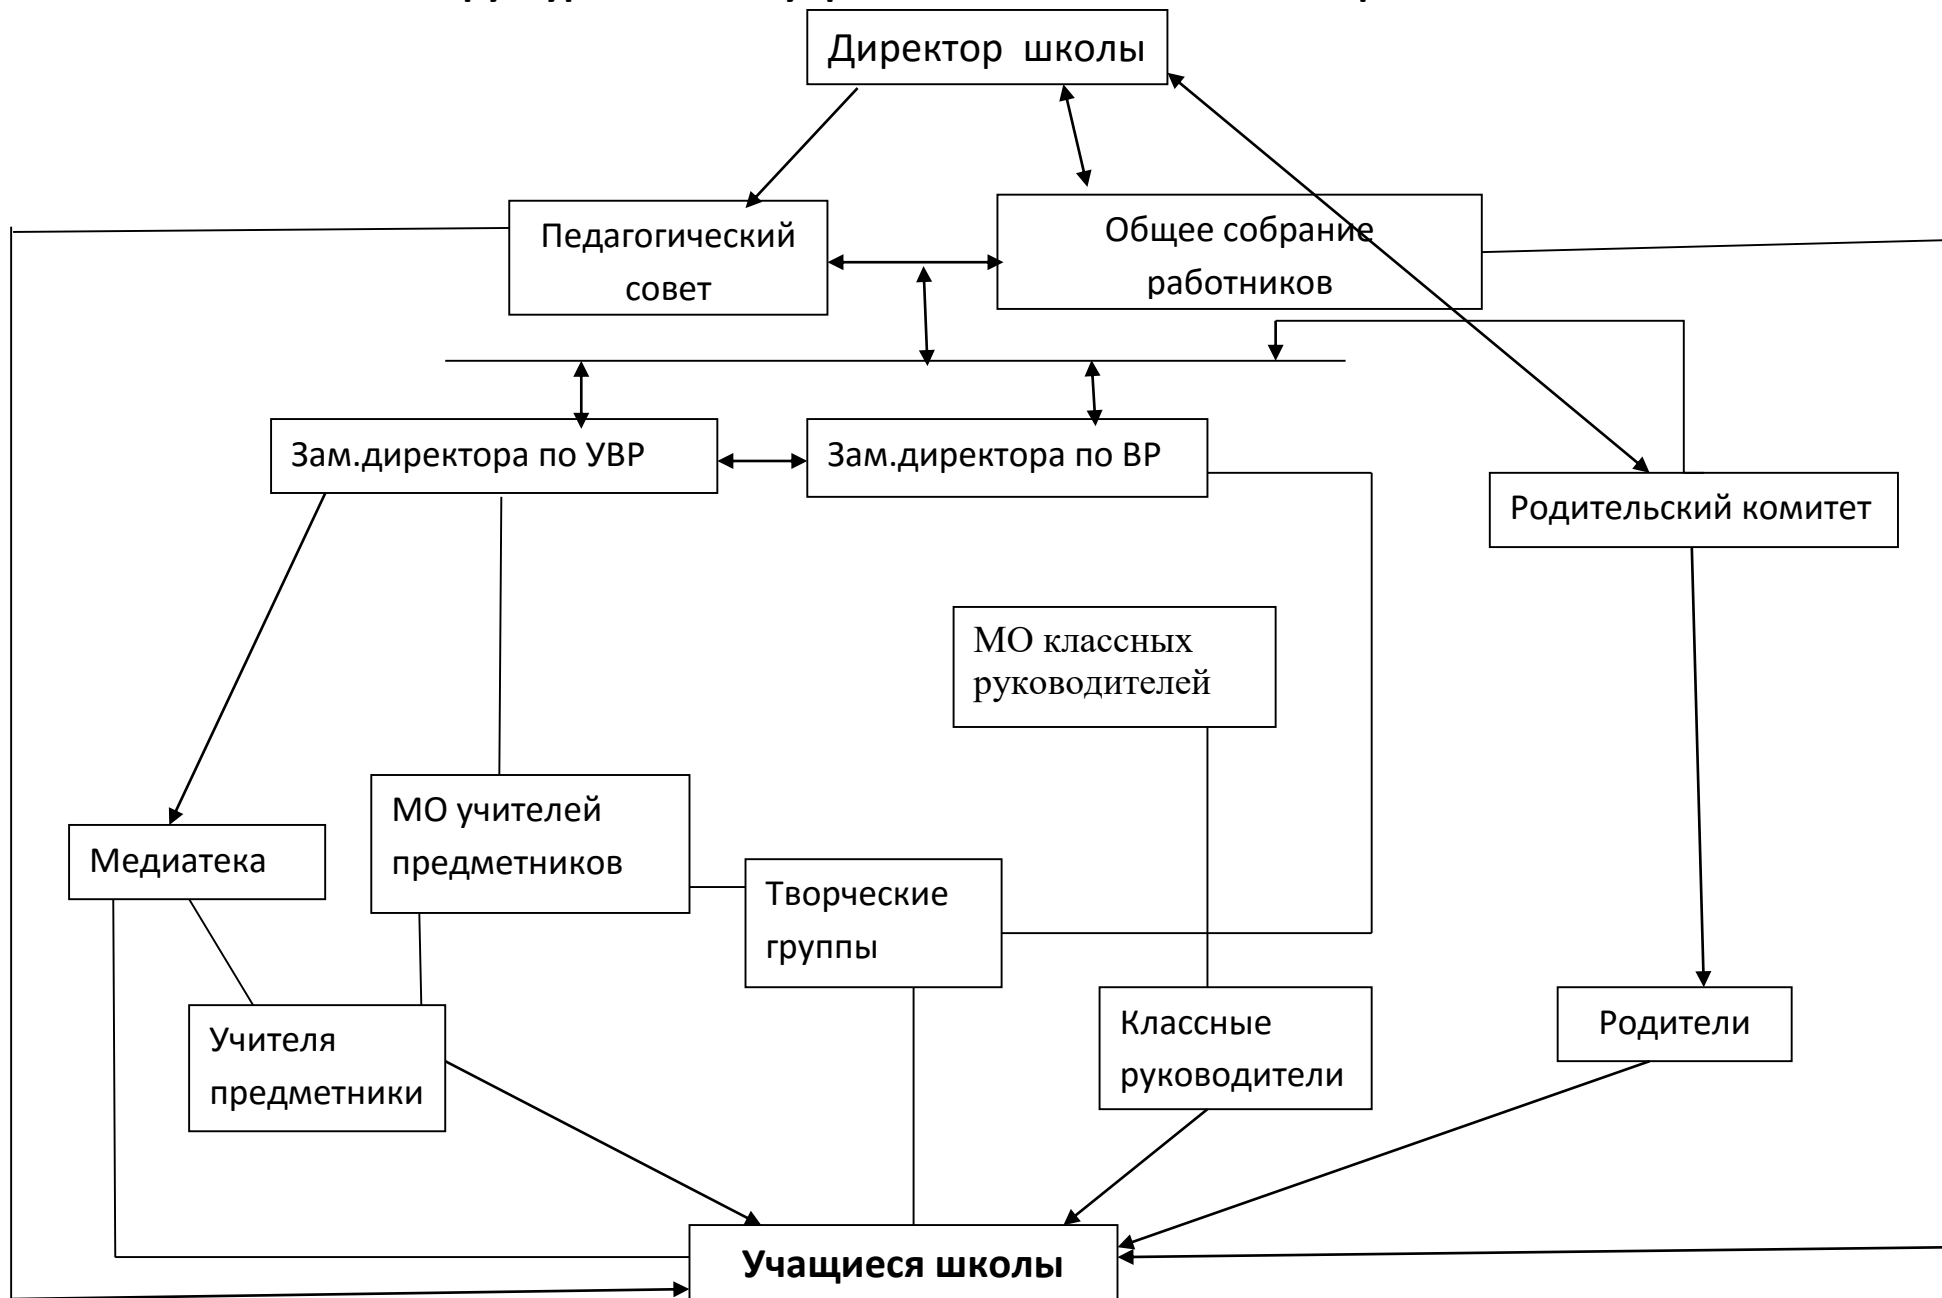 Директор школы
Педагогический
совет
Общее собрание
работников
Зам.директора по УВР
Зам.директора по ВР
Родительский комитет
МО классных
руководителей
МО учителей
предметников
Медиатека
Творческие
группы
Учителя
предметники
Классные
руководители
Родители
Учащиеся школы